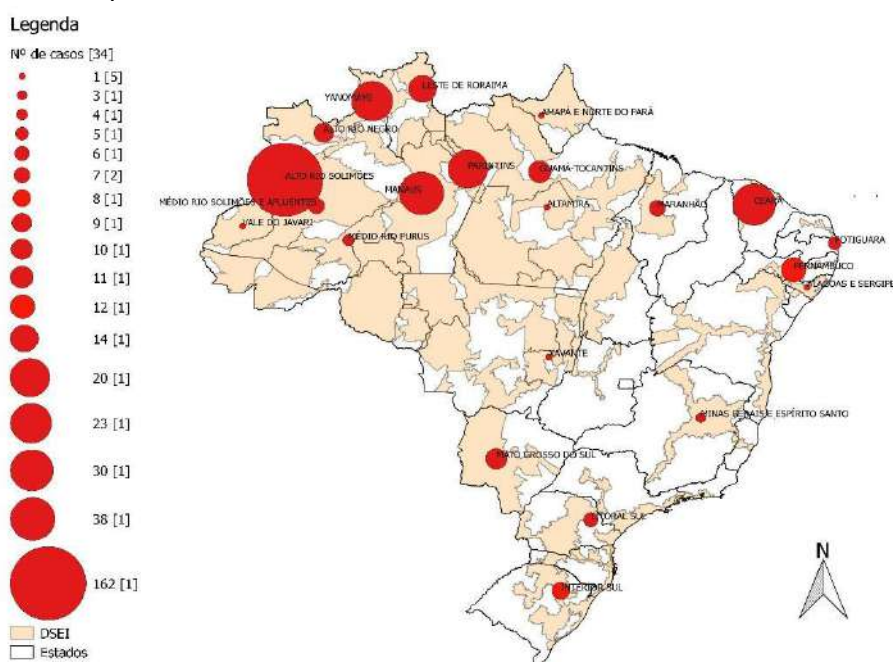 Legenda
Nº de casos [34]
1 [5]
3 [1]
4 [1]
5 [1]
6 [1]
7 [2]
8 [1]
9 [1]
10 [1]
11 [1]
12 [1]
14 [1]
20 [1]
23 [1]
30 [1]
38 [1]
162 [1]
DSEI
Estados
LESTE DE RORAIMA
YANOMAMI
AMAPÁ E NORTE DO PARÁ
ALTO RIO NEGRO
PARINTINS
GUAMÁ-TOCANTINS
ALTO RIO SOLIMÕES
MANAUS
CEARÁ
MÉDIO RIO SOLIMÕES E AFLUENTES
ALTAMIRA
MARANHÃO
VALE DO JAVARI
MÉDIO RIO PURUS
POTIGUARA
PERNAMBUCO
ALAGOAS E SERGIPE
XAVANTE
MINAS GERAIS E ESPÍRITO SANTO
MATO GROSSO DO SUL
LITORAL SUL
INTERIOR SUL
N